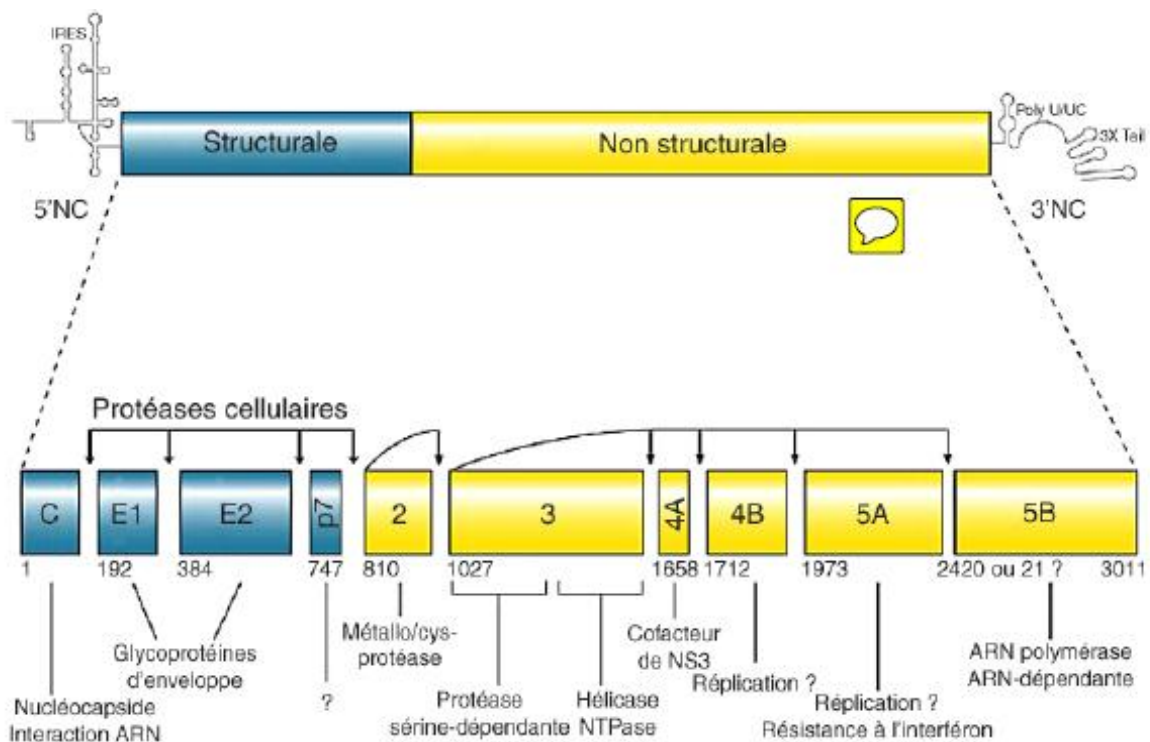 IRES
Structurale
Non structurale
Poly U/UC
3X Tail
5'NC
3'NC
Protéases cellulaires
C
E1
E2
p7
2
3
4A
4B
5A
5B
1
192
384
747
810
1027
1658
1712
1973
2420 ou 21 ?
3011
Nucléocapside
Interaction ARN
Glycoprotéines
d'enveloppe
?
Métallo/cys-
protéase
Protéase
sérine-dépendante
Hélicase
NTPase
Cofacteur
de NS3
Réplication ?
Réplication ?
Résistance à l'interféron
ARN polymérase
ARN-dépendante